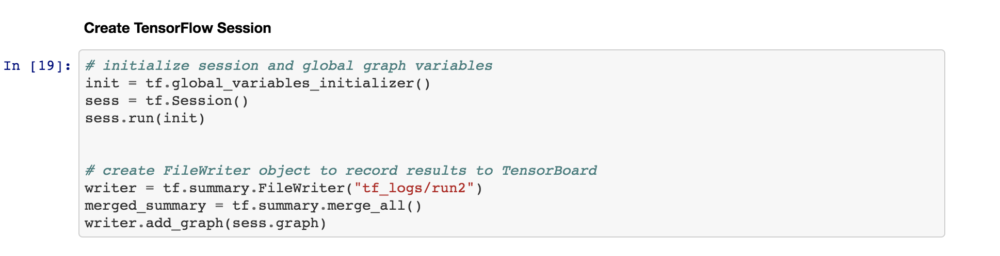 Create TensorFlow Session
In [19]:
# initialize session and global graph variables
init = tf.global_variables_initializer()
sess = tf.Session()
sess.run(init)
# create FileWriter object to record results to TensorBoard
writer = tf.summary.FileWriter("tf_logs/run2")
merged_summary = tf.summary.merge_all()
writer.add_graph(sess.graph)